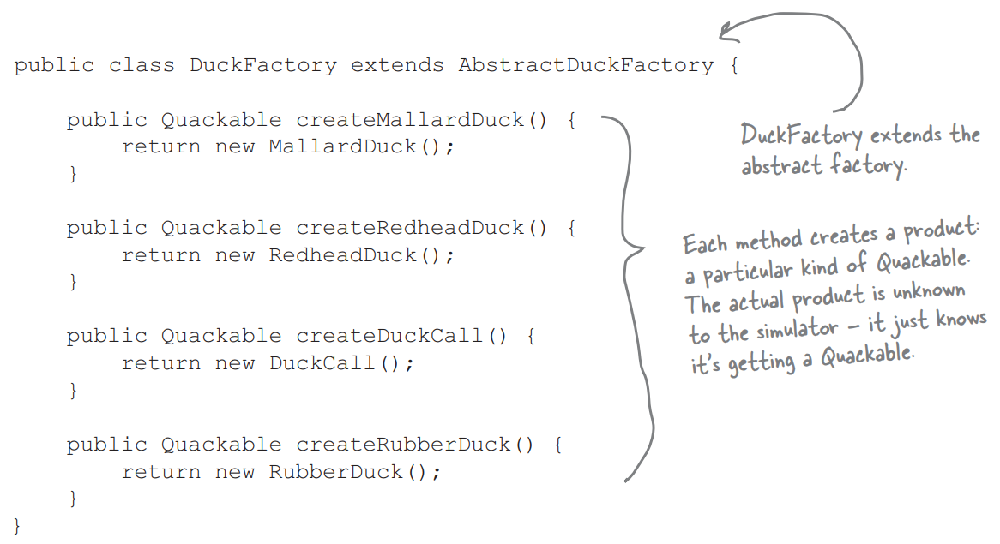 public class DuckFactory extends AbstractDuckFactory {
public Quackable createMallardDuck() {
return new MallardDuck();
}
public Quackable createRedheadDuck() {
return new RedheadDuck();
}
public Quackable createDuckCall() {
return new DuckCall();
}
public Quackable createRubberDuck() {
return new RubberDuck();
}
}
DuckFactory extends the
abstract factory.
Each method creates a product:
a particular kind of Quackable.
The actual product is unknown
to the simulator – it just knows
it's getting a Quackable.